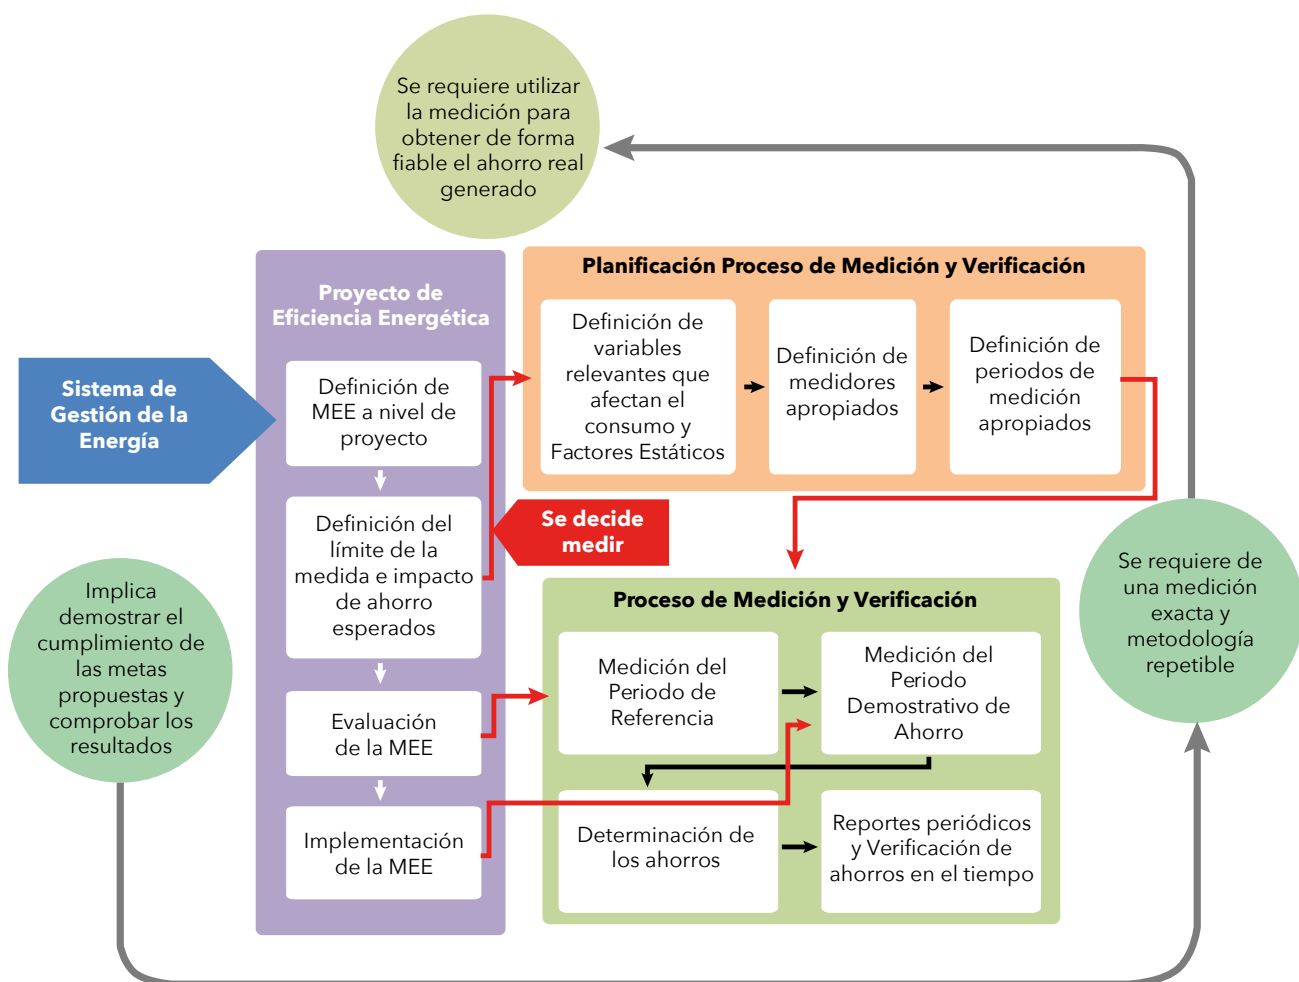 Se requiere utilizar
la medición para
obtener de forma
fiable el ahorro real
generado
Proyecto de
Eficiencia Energética
Sistema de
Gestión de la
Energía
Definición de
MEE a nivel de
proyecto
Definición del
límite de la
medida e impacto
de ahorro
esperados
Evaluación
de la MEE
Implementación
de la MEE
Planificación Proceso de Medición y Verificación
Definición de
variables
relevantes que
afectan el
consumo y
Factores Estáticos
Definición de
medidores
apropiados
Definición de
periodos de
medición
apropiados
Se decide
medir
Proceso de Medición y Verificación
Medición del
Periodo de
Referencia
Medición del
Periodo
Demostrativo de
Ahorro
Determinación de
los ahorros
Reportes periódicos
y Verificación de
ahorros en el tiempo
Implica
demostrar el
cumplimiento de
las metas
propuestas y
comprobar los
resultados
Se requiere de
una medición
exacta y
metodología
repetible